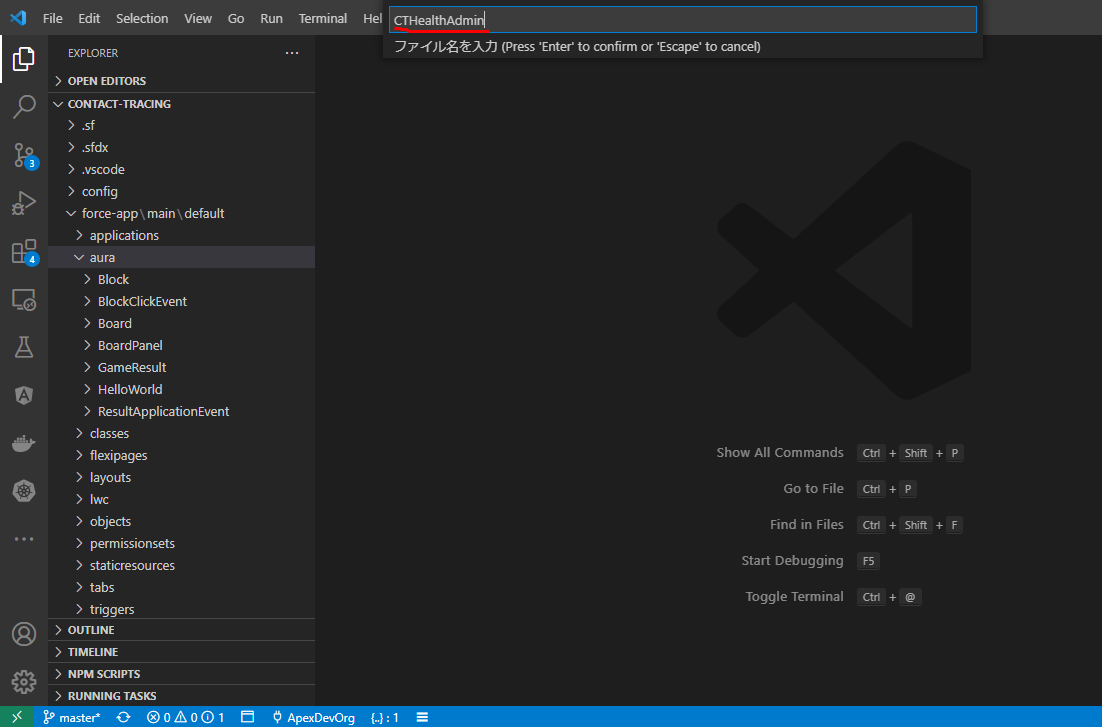 File Edit Selection View Go Run Terminal Hel
CTHealthAdmin
ファイル名を入力 (Press 'Enter' to confirm or 'Escape' to cancel)
EXPLORER
OPEN EDITORS
CONTACT-TRACING
.sf
.sfdx
.vscode
config
force-app\main\default
applications
aura
Block
BlockClickEvent
Board
BoardPanel
GameResult
HelloWorld
ResultApplicationEvent
classes
flexipages
layouts
lwc
objects
permissionsets
staticresources
tabs
triggers
OUTLINE
TIMELINE
NPM SCRIPTS
RUNNING TASKS
3
4
Show All Commands Ctrl + Shift + P
Go to File Ctrl + P
Find in Files Ctrl + Shift + F
Start Debugging F5
Toggle Terminal Ctrl + @
master* 0 0 1 ApexDevOrg {..} : 1